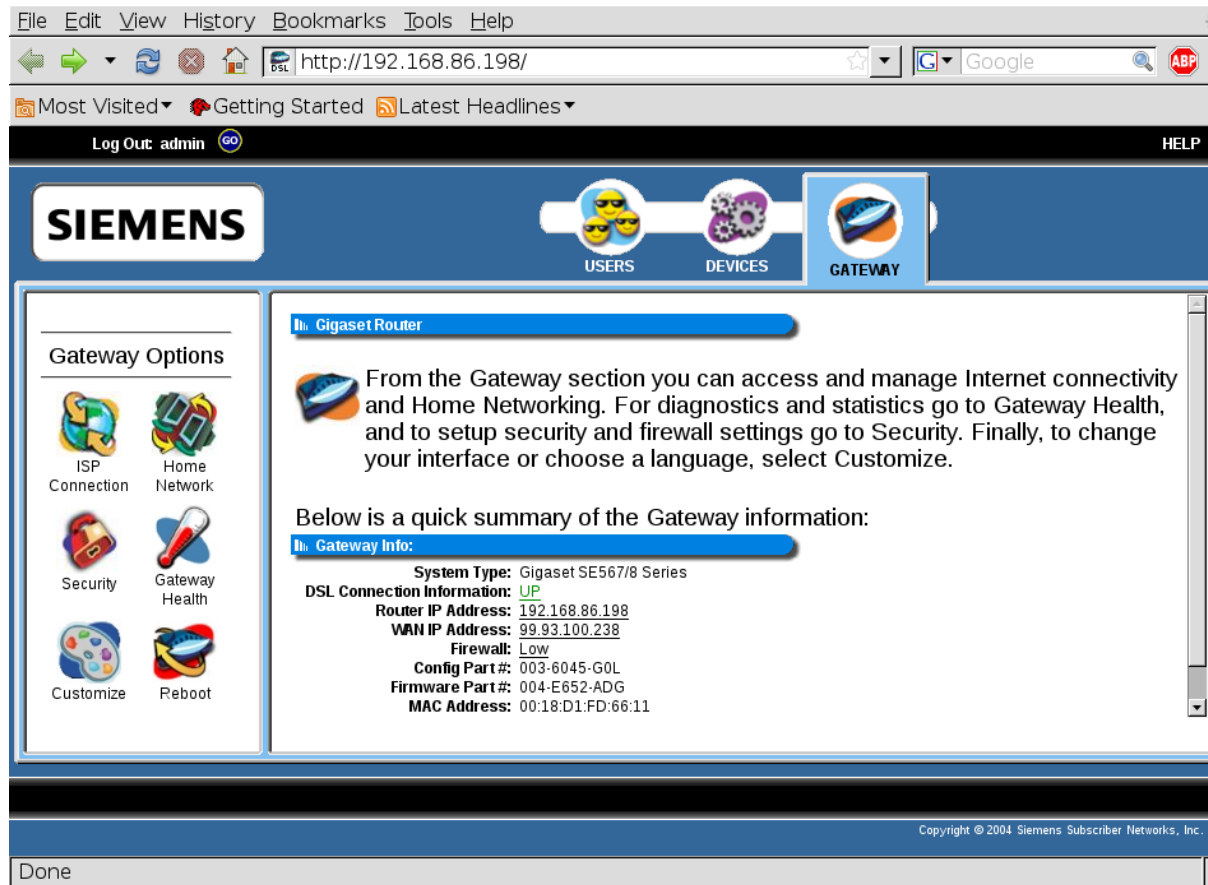 File Edit View History Bookmarks Tools Help
DSL http://192.168.86.198/ G Google ABP
Most Visited Getting Started Latest Headlines
Log Out: admin GO HELP
SIEMENS
USERS DEVICES GATEWAY
Gateway Options
ISP Connection
Home Network
Security
Gateway Health
Customize
Reboot
Gigaset Router
From the Gateway section you can access and manage Internet connectivity
and Home Networking. For diagnostics and statistics go to Gateway Health,
and to setup security and firewall settings go to Security. Finally, to change
your interface or choose a language, select Customize.
Below is a quick summary of the Gateway information:
Gateway Info:
System Type: Gigaset SE567/8 Series
DSL Connection Information: UP
Router IP Address: 192.168.86.198
WAN IP Address: 99.93.100.238
Firewall: Low
Config Part #: 003-6045-G0L
Firmware Part #: 004-E652-ADG
MAC Address: 00:18:D1:FD:66:11
Copyright © 2004 Siemens Subscriber Networks, Inc.
Done